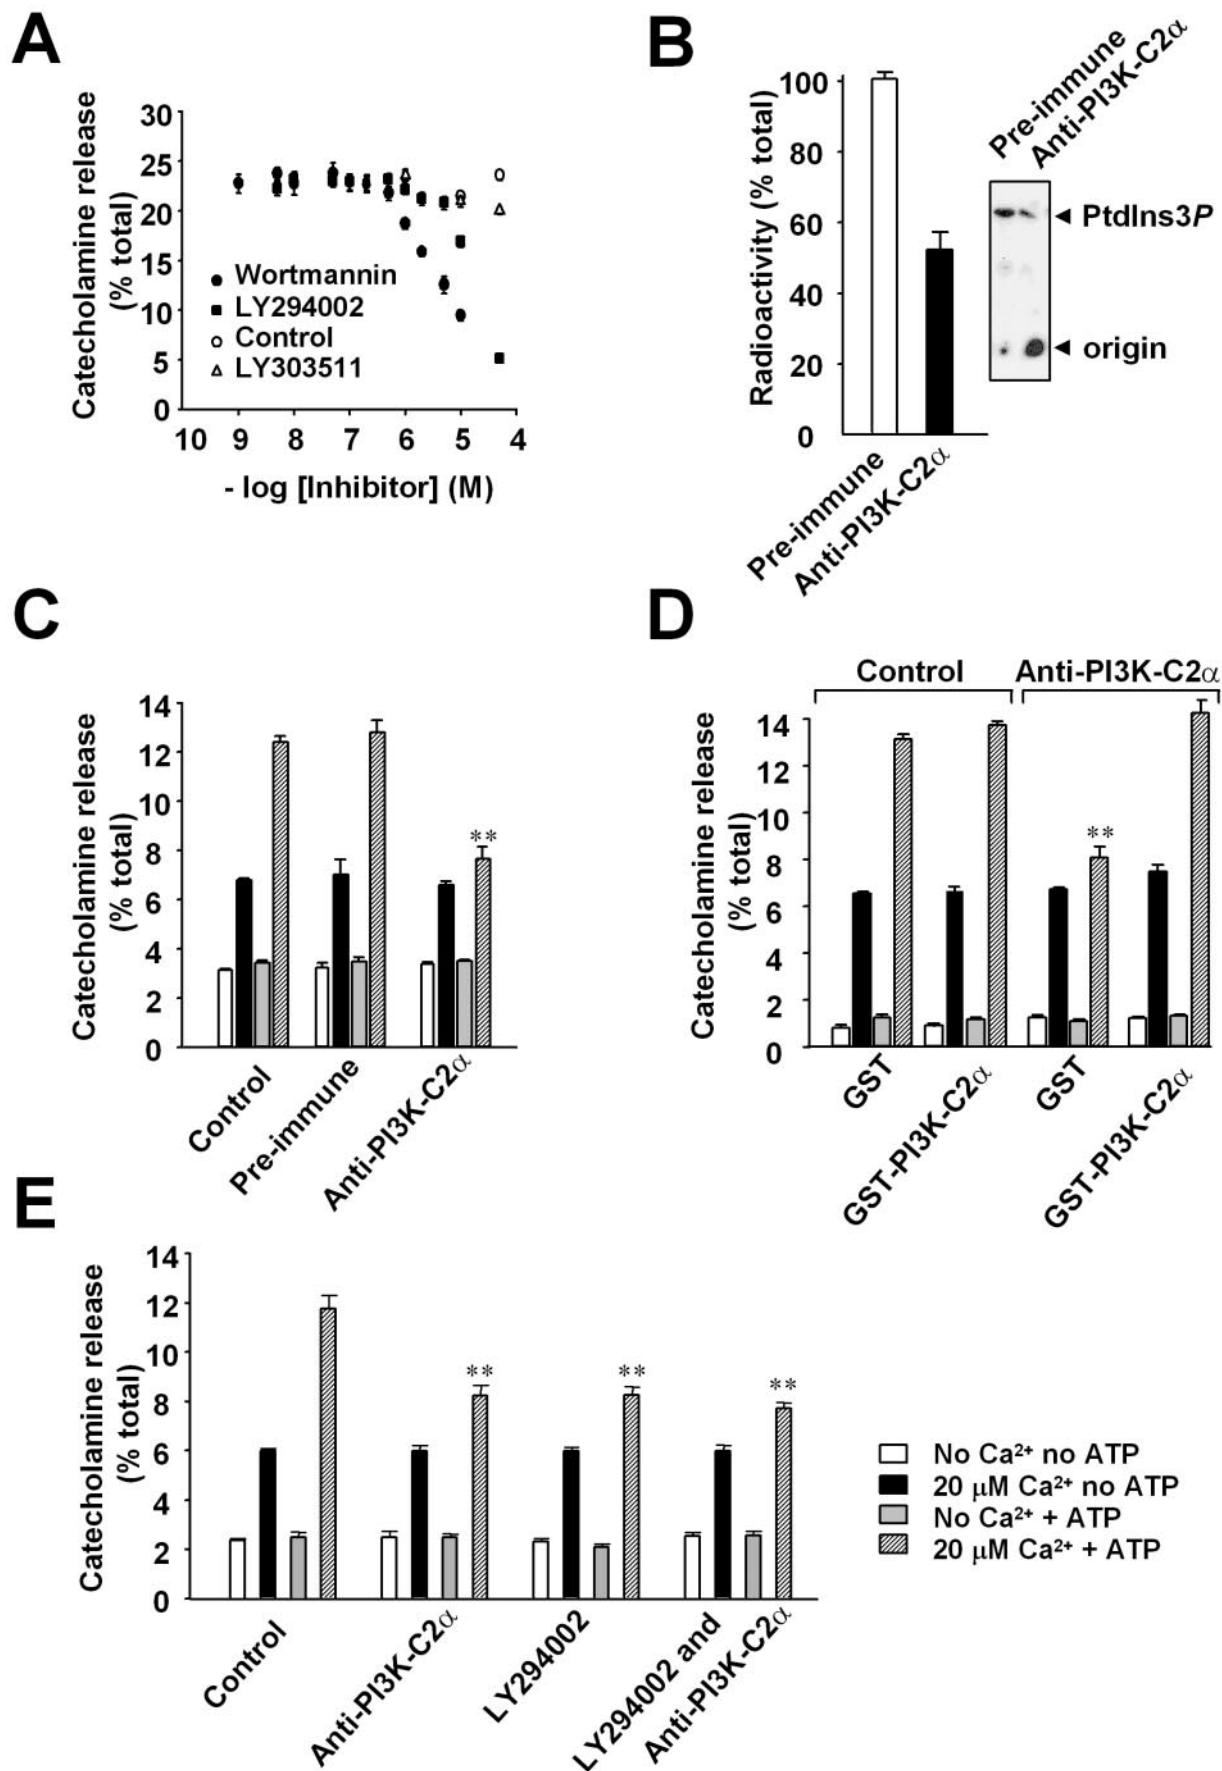 A
Catecholamine release
(% total)
30
25
20
15
10
5
0
Wortmannin
LY294002
Control
LY303511
10 9 8 7 6 5 4
- log [Inhibitor] (M)
B
Radioactivity (% total)
100
80
60
40
20
0
Pre-immune
Anti-PI3K-C2α
Pre-immune
Anti-PI3K-C2α
PtdIns3P
origin
C
Catecholamine release
(% total)
14
12
10
8
6
4
2
0
**
Control
Pre-immune
Anti-PI3K-C2α
D
Control Anti-PI3K-C2α
Catecholamine release
(% total)
14
12
10
8
6
4
2
0
**
GST
GST-PI3K-C2α
GST
GST-PI3K-C2α
E
Catecholamine release
(% total)
14
12
10
8
6
4
2
0
** ** **
Control
Anti-PI3K-C2α
LY294002
LY294002 and
Anti-PI3K-C2α
No Ca²⁺ no ATP
20 μM Ca²⁺ no ATP
No Ca²⁺ + ATP
20 μM Ca²⁺ + ATP